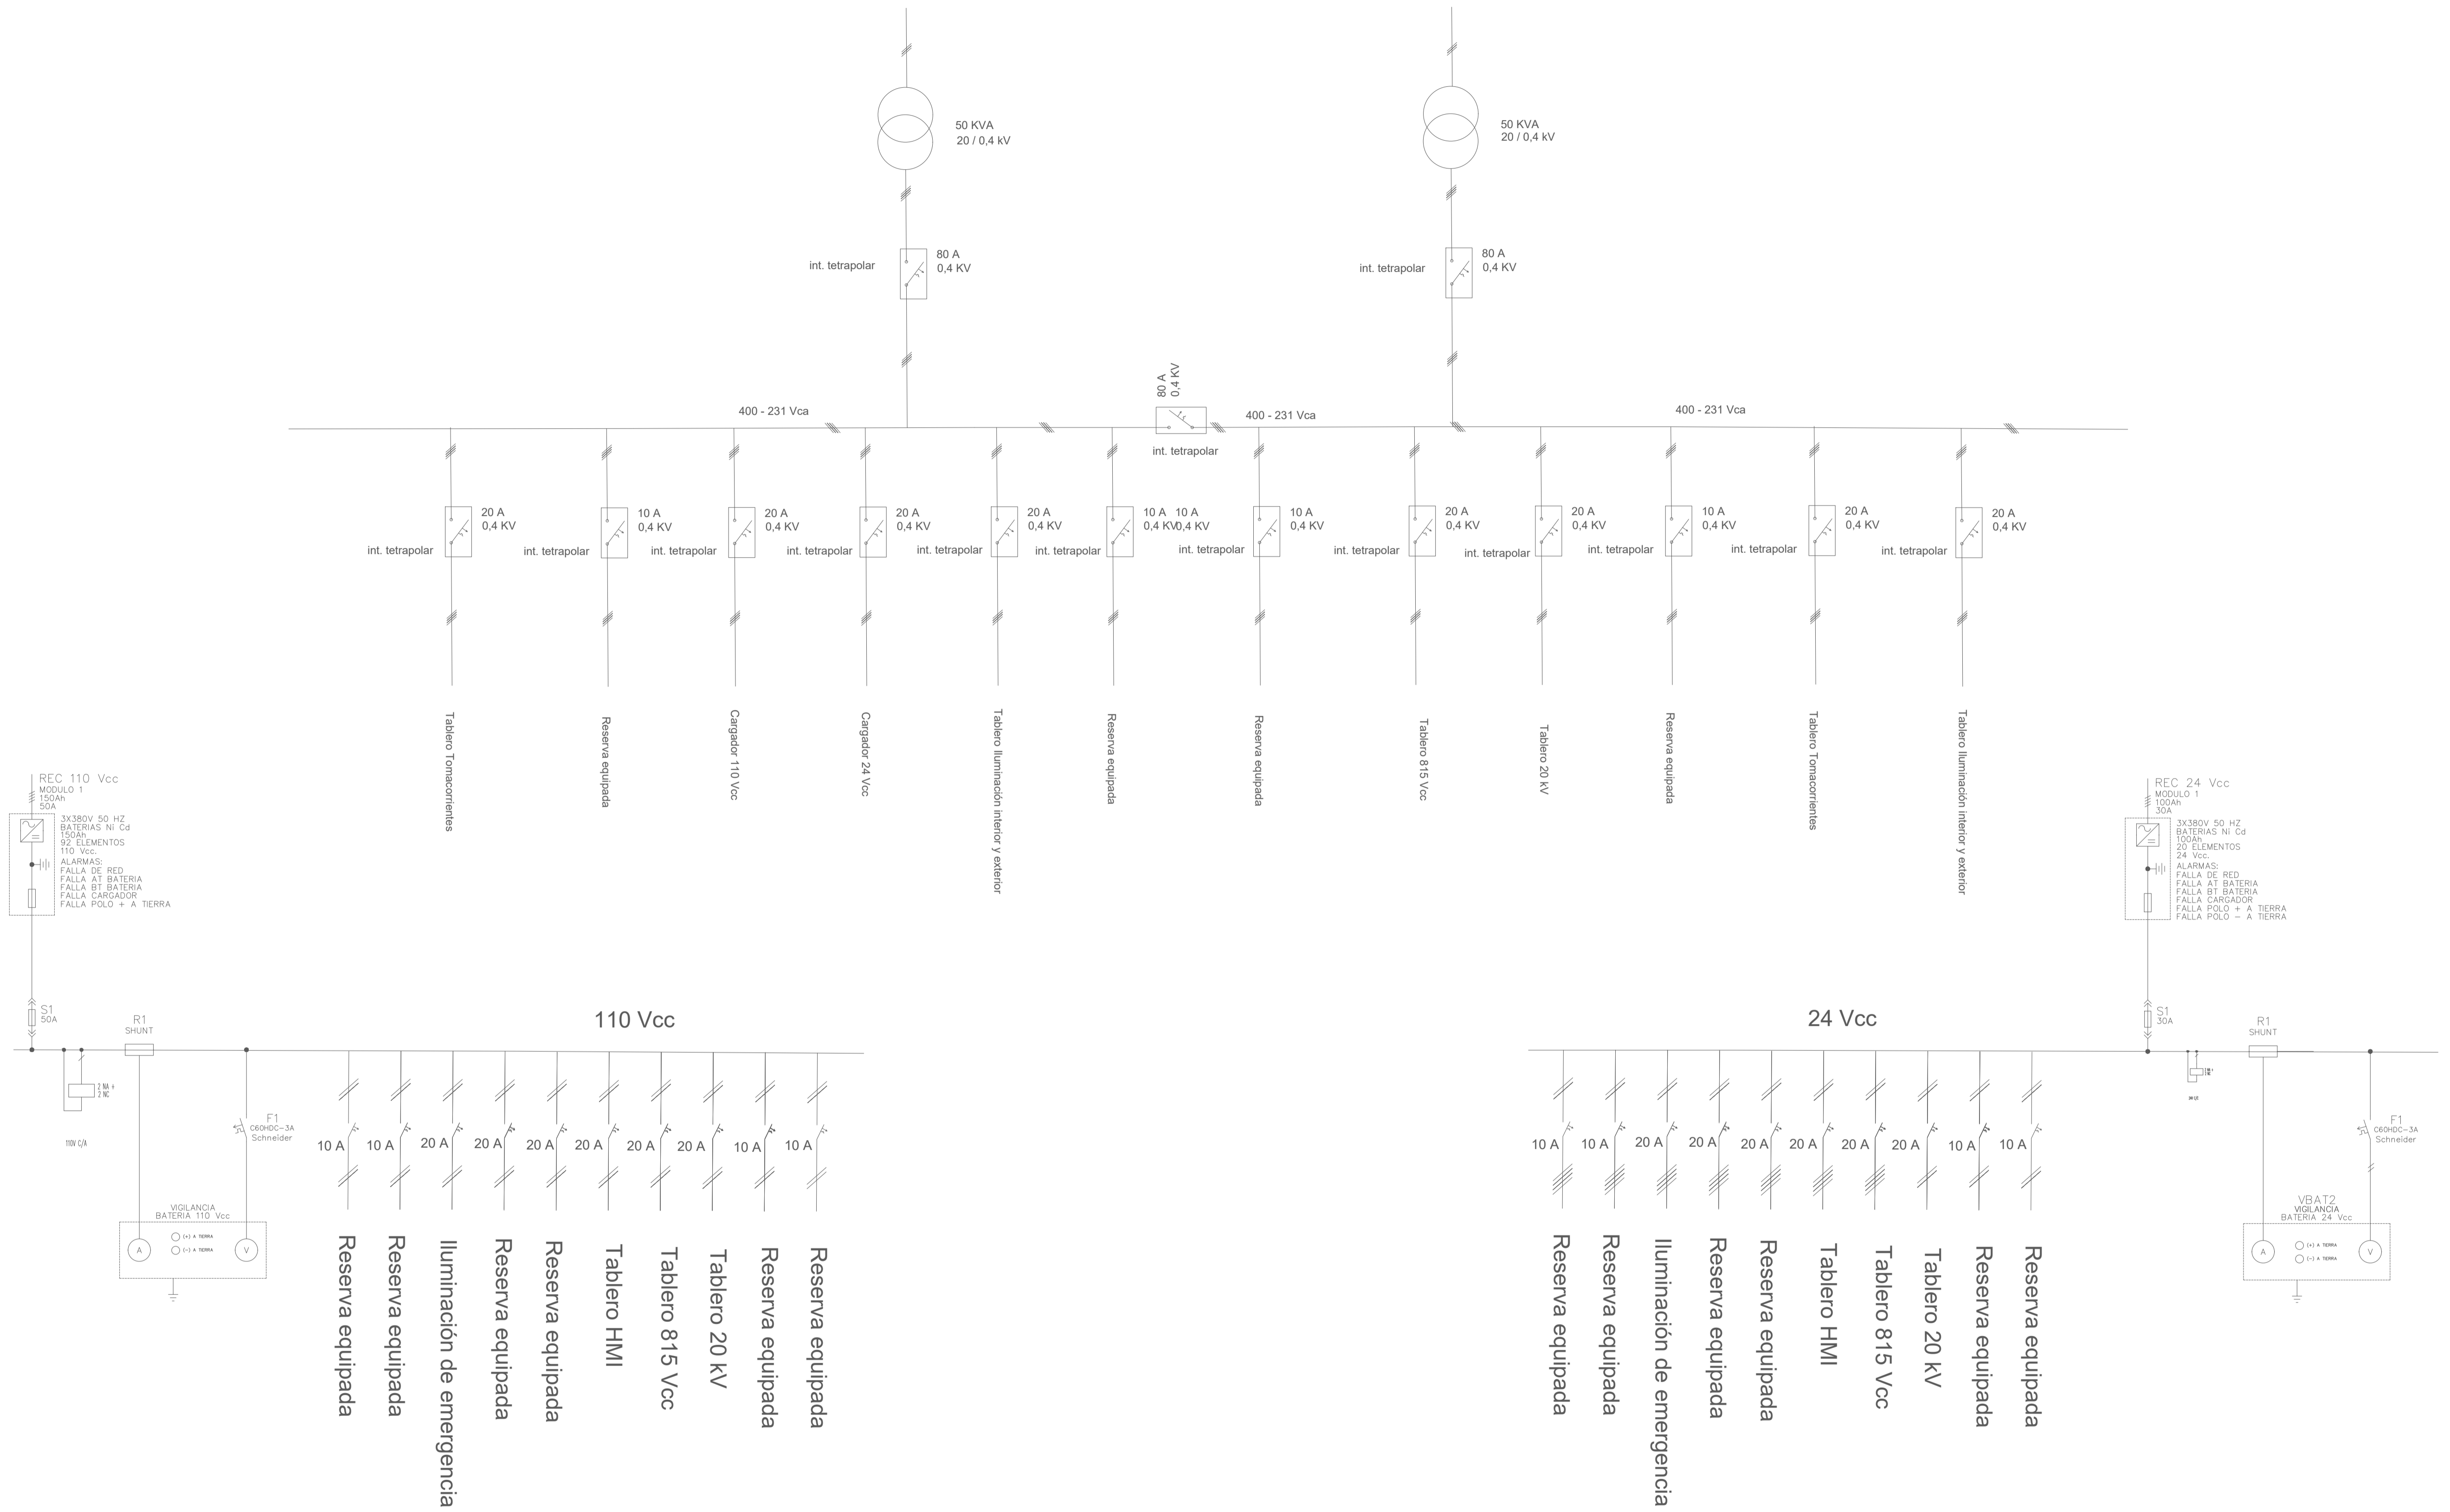 50 KVA
20 / 0,4 kV
50 KVA
20 / 0,4 kV
int. tetrapolar
80 A
0,4 KV
int. tetrapolar
80 A
0,4 KV
80 A
0,4 KV
400 - 231 Vca
400 - 231 Vca
400 - 231 Vca
int. tetrapolar
20 A
0,4 KV
int. tetrapolar
10 A
0,4 KV
int. tetrapolar
20 A
0,4 KV
int. tetrapolar
20 A
0,4 KV
int. tetrapolar
20 A
0,4 KV
int. tetrapolar
10 A
0,4 KV
int. tetrapolar
10 A
0,4 KV
int. tetrapolar
10 A
0,4 KV
20 A
0,4 KV
int. tetrapolar
20 A
0,4 KV
int. tetrapolar
10 A
0,4 KV
int. tetrapolar
20 A
0,4 KV
int. tetrapolar
20 A
0,4 KV
int. tetrapolar
Tablero Tomacorrientes
Reserva equipada
Cargador 110 Vcc
Cargador 24 Vcc
Tablero Iluminación interior y exterior
Reserva equipada
Reserva equipada
Tablero 815 Vcc
Tablero 20 kV
Reserva equipada
Tablero Tomacorrientes
Tablero Iluminación interior y exterior
REC 110 Vcc
MODULO 1
150Ah
50A
3X380V 50 HZ
BATERIAS Ni Cd
150Ah
92 ELEMENTOS
110 Vcc.
ALARMAS:
FALLA DE RED
FALLA AT BATERIA
FALLA BT BATERIA
FALLA CARGADOR
FALLA POLO + A TIERRA
S1
50A
R1
SHUNT
110 Vcc
2 NA +
2 NC
110V C/A
F1
C60HDC-3A
Schneider
VIGILANCIA
BATERIA 110 Vcc
A
(+) A TIERRA
(-) A TIERRA
V
10 A
10 A
20 A
20 A
20 A
20 A
20 A
20 A
10 A
10 A
Reserva equipada
Reserva equipada
Iluminación de emergencia
Reserva equipada
Reserva equipada
Tablero HMI
Tablero 815 Vcc
Tablero 20 kV
Reserva equipada
Reserva equipada
REC 24 Vcc
MODULO 1
100Ah
30A
3X380V 50 HZ
BATERIAS Ni Cd
100Ah
20 ELEMENTOS
24 Vcc.
ALARMAS:
FALLA DE RED
FALLA AT BATERIA
FALLA BT BATERIA
FALLA CARGADOR
FALLA POLO + A TIERRA
FALLA POLO - A TIERRA
S1
30A
R1
SHUNT
24 Vcc
F1
C60HDC-3A
Schneider
VBAT2
VIGILANCIA
BATERIA 24 Vcc
A
(+) A TIERRA
(-) A TIERRA
V
10 A
10 A
20 A
20 A
20 A
20 A
20 A
20 A
10 A
10 A
Reserva equipada
Reserva equipada
Iluminación de emergencia
Reserva equipada
Reserva equipada
Tablero HMI
Tablero 815 Vcc
Tablero 20 kV
Reserva equipada
Reserva equipada